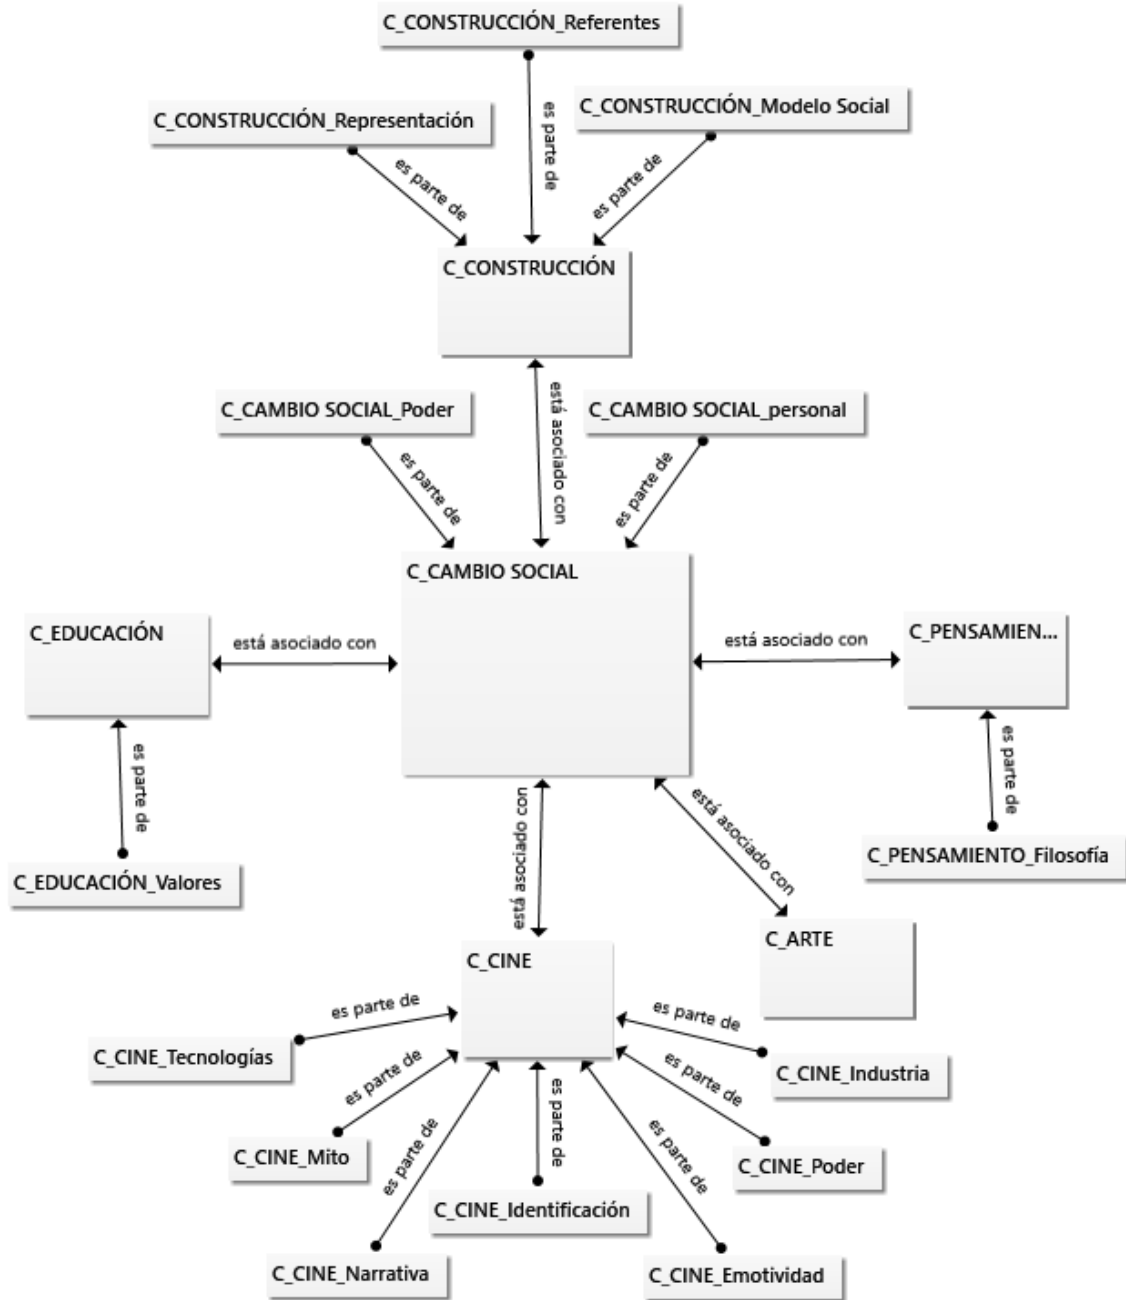 C_CONSTRUCCIÓN_Referentes
C_CONSTRUCCIÓN_Representación
C_CONSTRUCCIÓN_Modelo Social
es parte de
es parte de
es parte de
C_CONSTRUCCIÓN
está asociado con
C_CAMBIO SOCIAL_Poder
C_CAMBIO SOCIAL_personal
es parte de
es parte de
C_CAMBIO SOCIAL
C_EDUCACIÓN
está asociado con
está asociado con
C_PENSAMIEN...
es parte de
es parte de
C_EDUCACIÓN_Valores
C_PENSAMIENTO_Filosofía
está asociado con
está asociado con
C_ARTE
C_CINE
es parte de
es parte de
C_CINE_Tecnologías
C_CINE_Industria
es parte de
es parte de
C_CINE_Mito
C_CINE_Poder
es parte de
es parte de
es parte de
C_CINE_Identificación
C_CINE_Narrativa
C_CINE_Emotividad